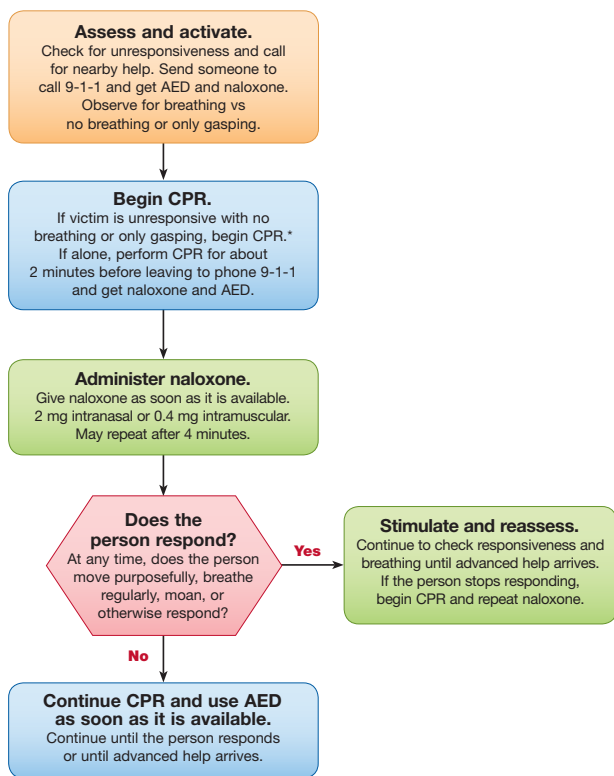 Assess and activate.
Check for unresponsiveness and call
for nearby help. Send someone to
call 9-1-1 and get AED and naloxone.
Observe for breathing vs
no breathing or only gasping.
Begin CPR.
If victim is unresponsive with no
breathing or only gasping, begin CPR.*
If alone, perform CPR for about
2 minutes before leaving to phone 9-1-1
and get naloxone and AED.
Administer naloxone.
Give naloxone as soon as it is available.
2 mg intranasal or 0.4 mg intramuscular.
May repeat after 4 minutes.
Does the
person respond?
At any time, does the person
move purposefully, breathe
regularly, moan, or
otherwise respond?
Yes
Stimulate and reassess.
Continue to check responsiveness and
breathing until advanced help arrives.
If the person stops responding,
begin CPR and repeat naloxone.
No
Continue CPR and use AED
as soon as it is available.
Continue until the person responds
or until advanced help arrives.